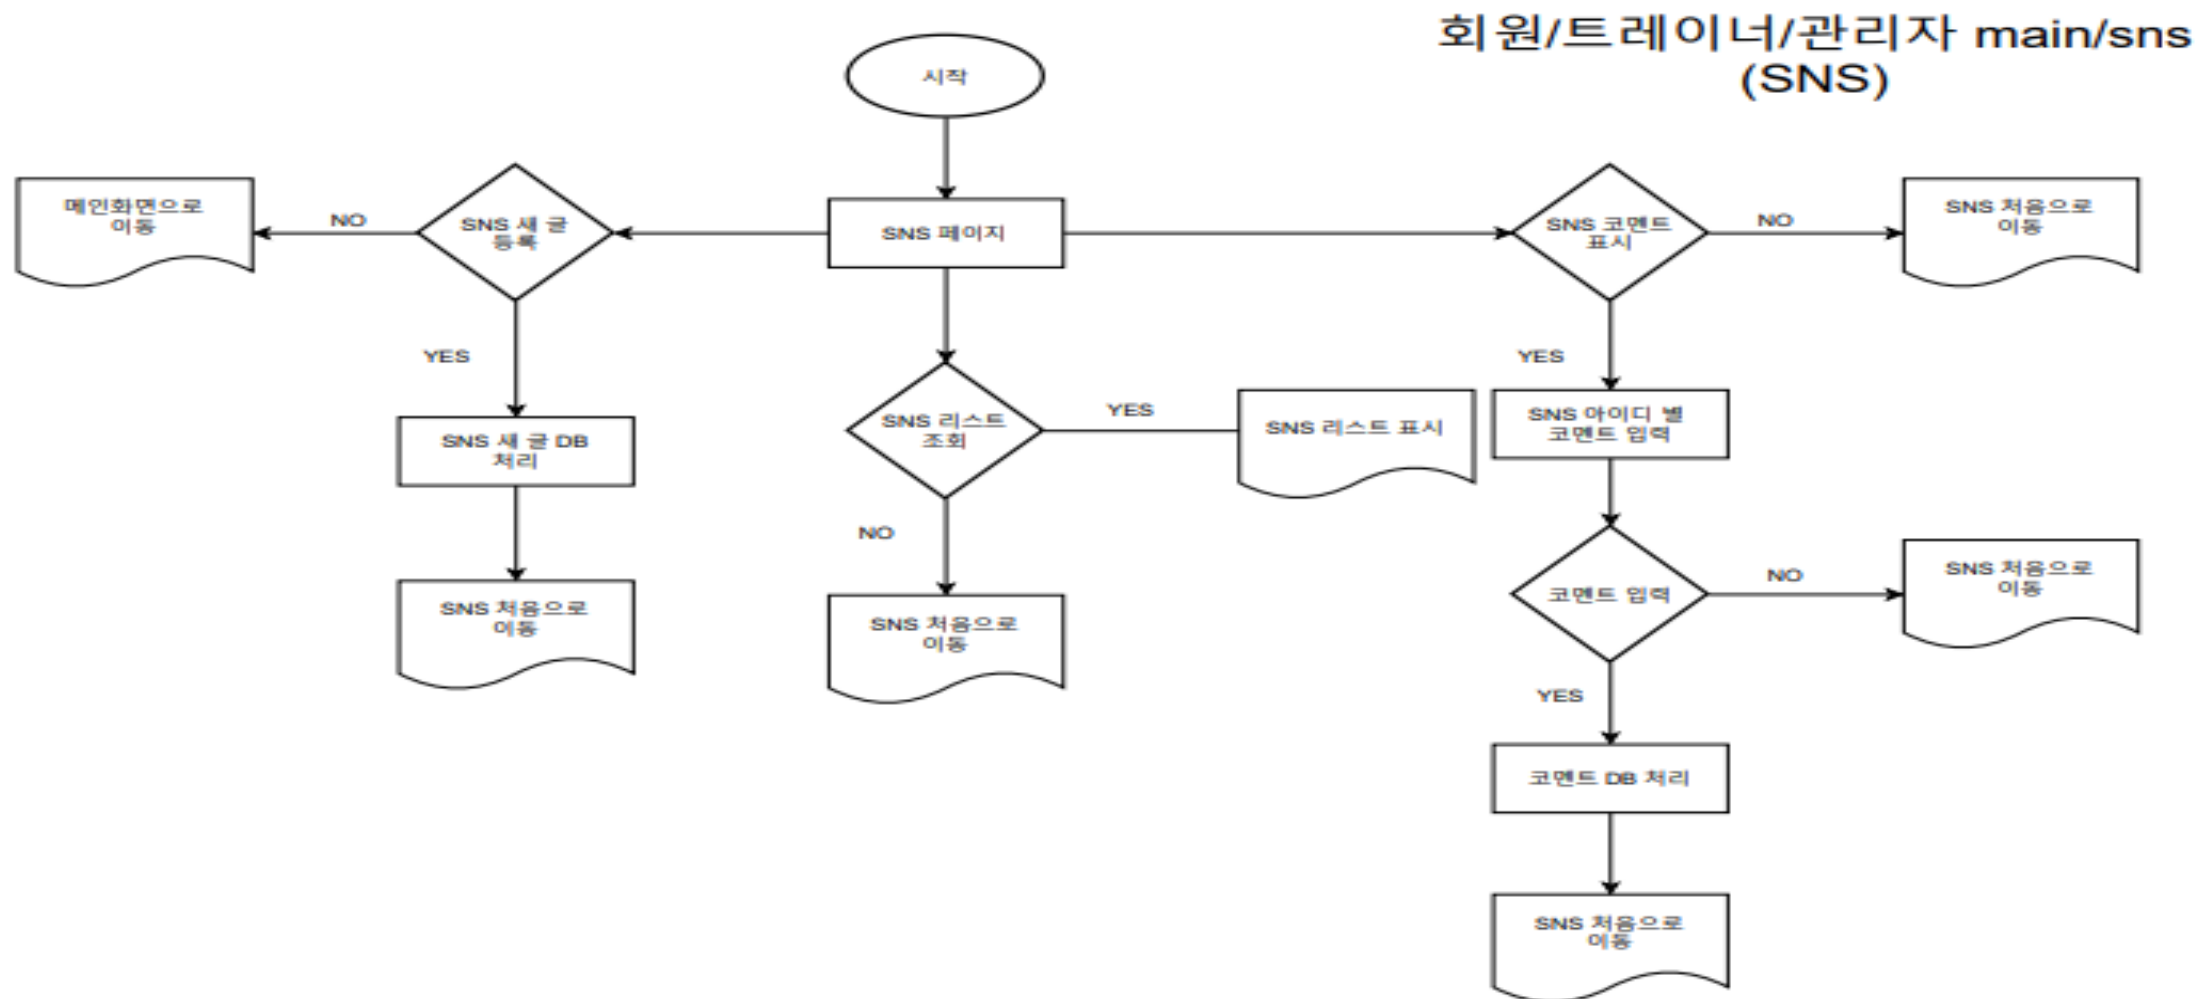 회원/트레이너/관리자 main/sns
(SNS)
시작
메인화면으로
이동
NO
SNS 새 글
등록
SNS 페이지
SNS 코멘트
표시
NO
SNS 처음으로
이동
YES
YES
SNS 새 글 DB
처리
SNS 리스트
조회
YES
SNS 리스트 표시
SNS 아이디 별
코멘트 입력
NO
SNS 처음으로
이동
SNS 처음으로
이동
코멘트 입력
NO
SNS 처음으로
이동
YES
코멘트 DB 처리
SNS 처음으로
이동